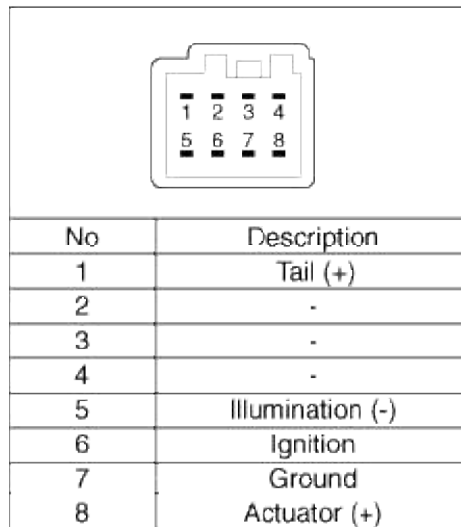 1 2 3 4
5 6 7 8
No Description
1 Tail (+)
2 -
3 -
4 -
5 Illumination (-)
6 Ignition
7 Ground
8 Actuator (+)